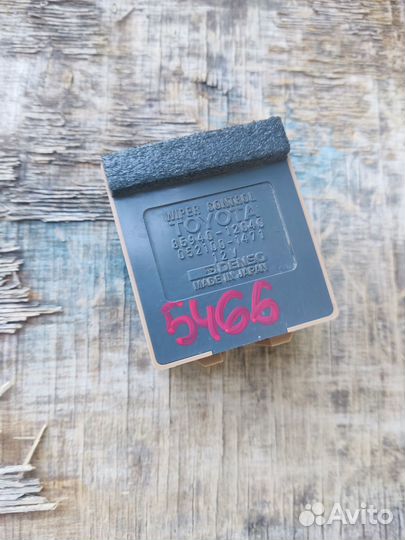 WIPER CONTROL
TOYOTA
85940-12040
052100-1471
12V
DENSO
MADE IN JAPAN
5466
Avito